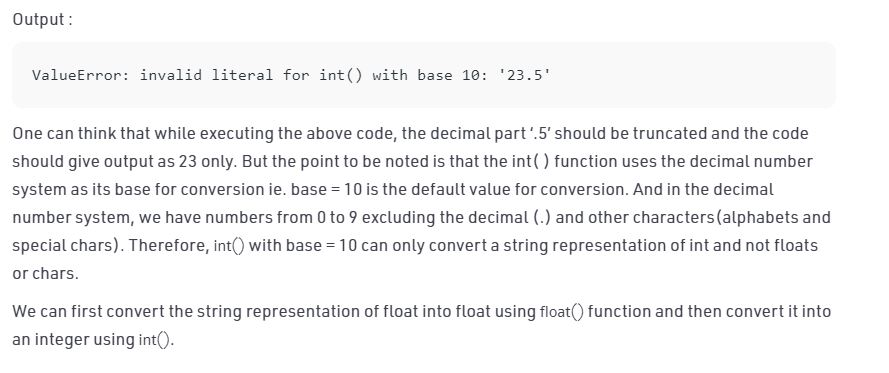 Output :
ValueError: invalid literal for int() with base 10: '23.5'
One can think that while executing the above code, the decimal part ‘.5’ should be truncated and the code
should give output as 23 only. But the point to be noted is that the int( ) function uses the decimal number
system as its base for conversion ie. base = 10 is the default value for conversion. And in the decimal
number system, we have numbers from 0 to 9 excluding the decimal (.) and other characters(alphabets and
special chars). Therefore, int() with base = 10 can only convert a string representation of int and not floats
or chars.
We can first convert the string representation of float into float using float() function and then convert it into
an integer using int().